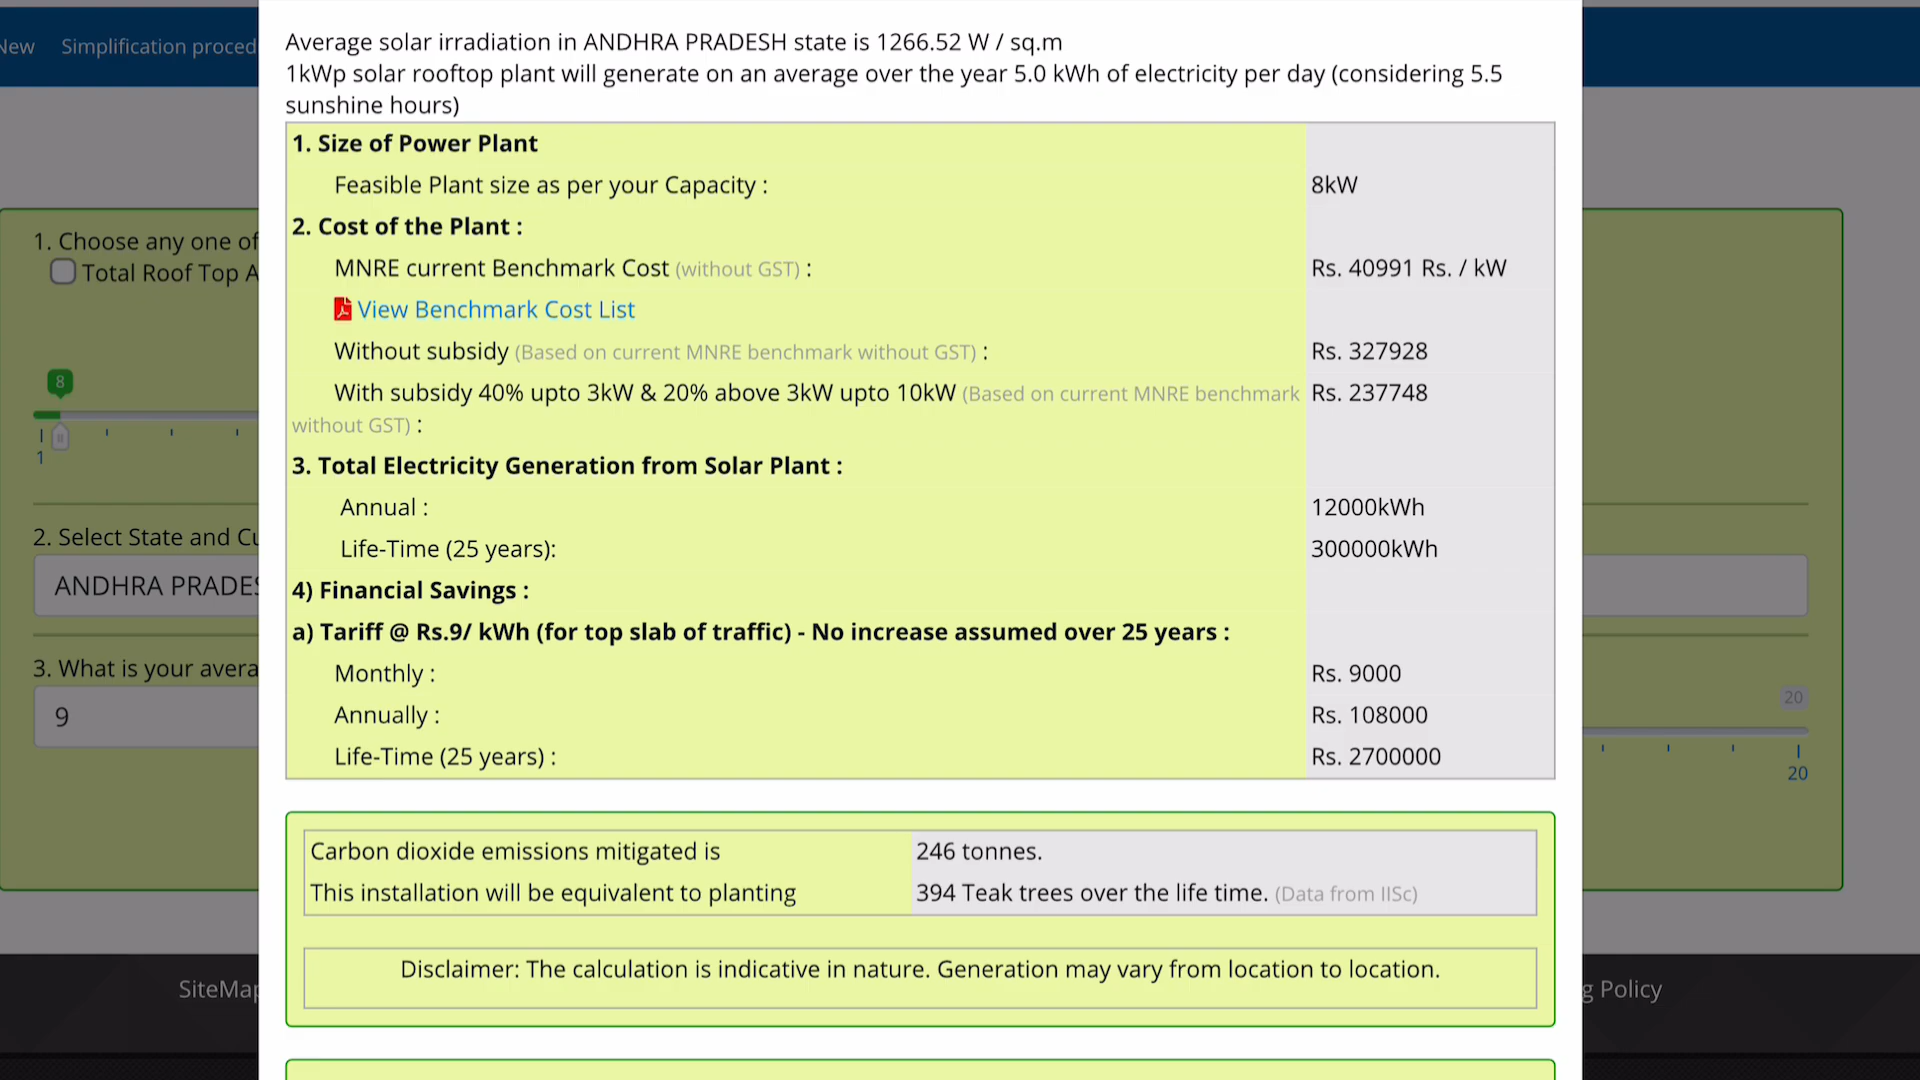 New Simplification proced
Average solar irradiation in ANDHRA PRADESH state is 1266.52 W / sq.m
1kWp solar rooftop plant will generate on an average over the year 5.0 kWh of electricity per day (considering 5.5
sunshine hours)
1. Size of Power Plant
Feasible Plant size as per your Capacity : 8kW
2. Cost of the Plant :
MNRE current Benchmark Cost (without GST) : Rs. 40991 Rs. / kW
View Benchmark Cost List
Without subsidy (Based on current MNRE benchmark without GST) : Rs. 327928
With subsidy 40% upto 3kW & 20% above 3kW upto 10kW (Based on current MNRE benchmark Rs. 237748
without GST) :
3. Total Electricity Generation from Solar Plant :
Annual : 12000kWh
Life-Time (25 years): 300000kWh
4) Financial Savings :
a) Tariff @ Rs.9/ kWh (for top slab of traffic) - No increase assumed over 25 years :
Monthly : Rs. 9000
Annually : Rs. 108000
Life-Time (25 years) : Rs. 2700000
Carbon dioxide emissions mitigated is 246 tonnes.
This installation will be equivalent to planting 394 Teak trees over the life time. (Data from IISc)
Disclaimer: The calculation is indicative in nature. Generation may vary from location to location.
1. Choose any one of
Total Roof Top A
8
1
2. Select State and Cu
ANDHRA PRADES
3. What is your avera
9
20
20
SiteMap
g Policy